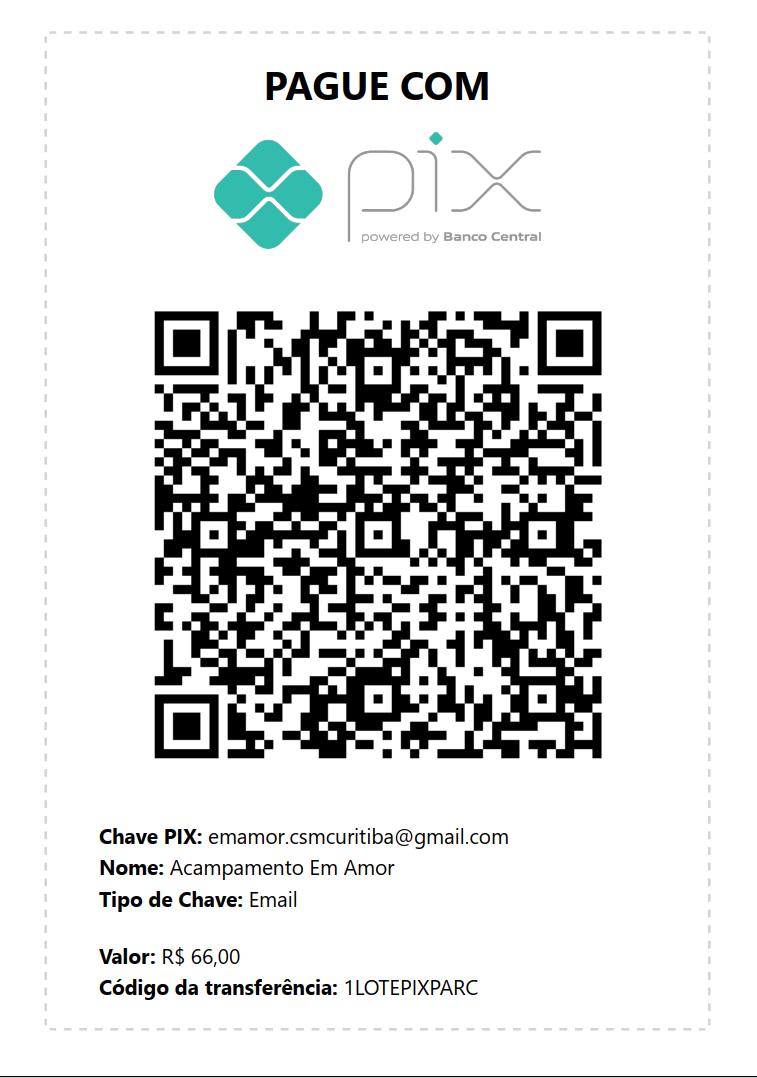 PAGUE COM
pix
powered by Banco Central
Chave PIX: emamor.csmcuritiba@gmail.com
Nome: Acampamento Em Amor
Tipo de Chave: Email
Valor: R$ 66,00
Código da transferência: 1LOTEPIXPARC